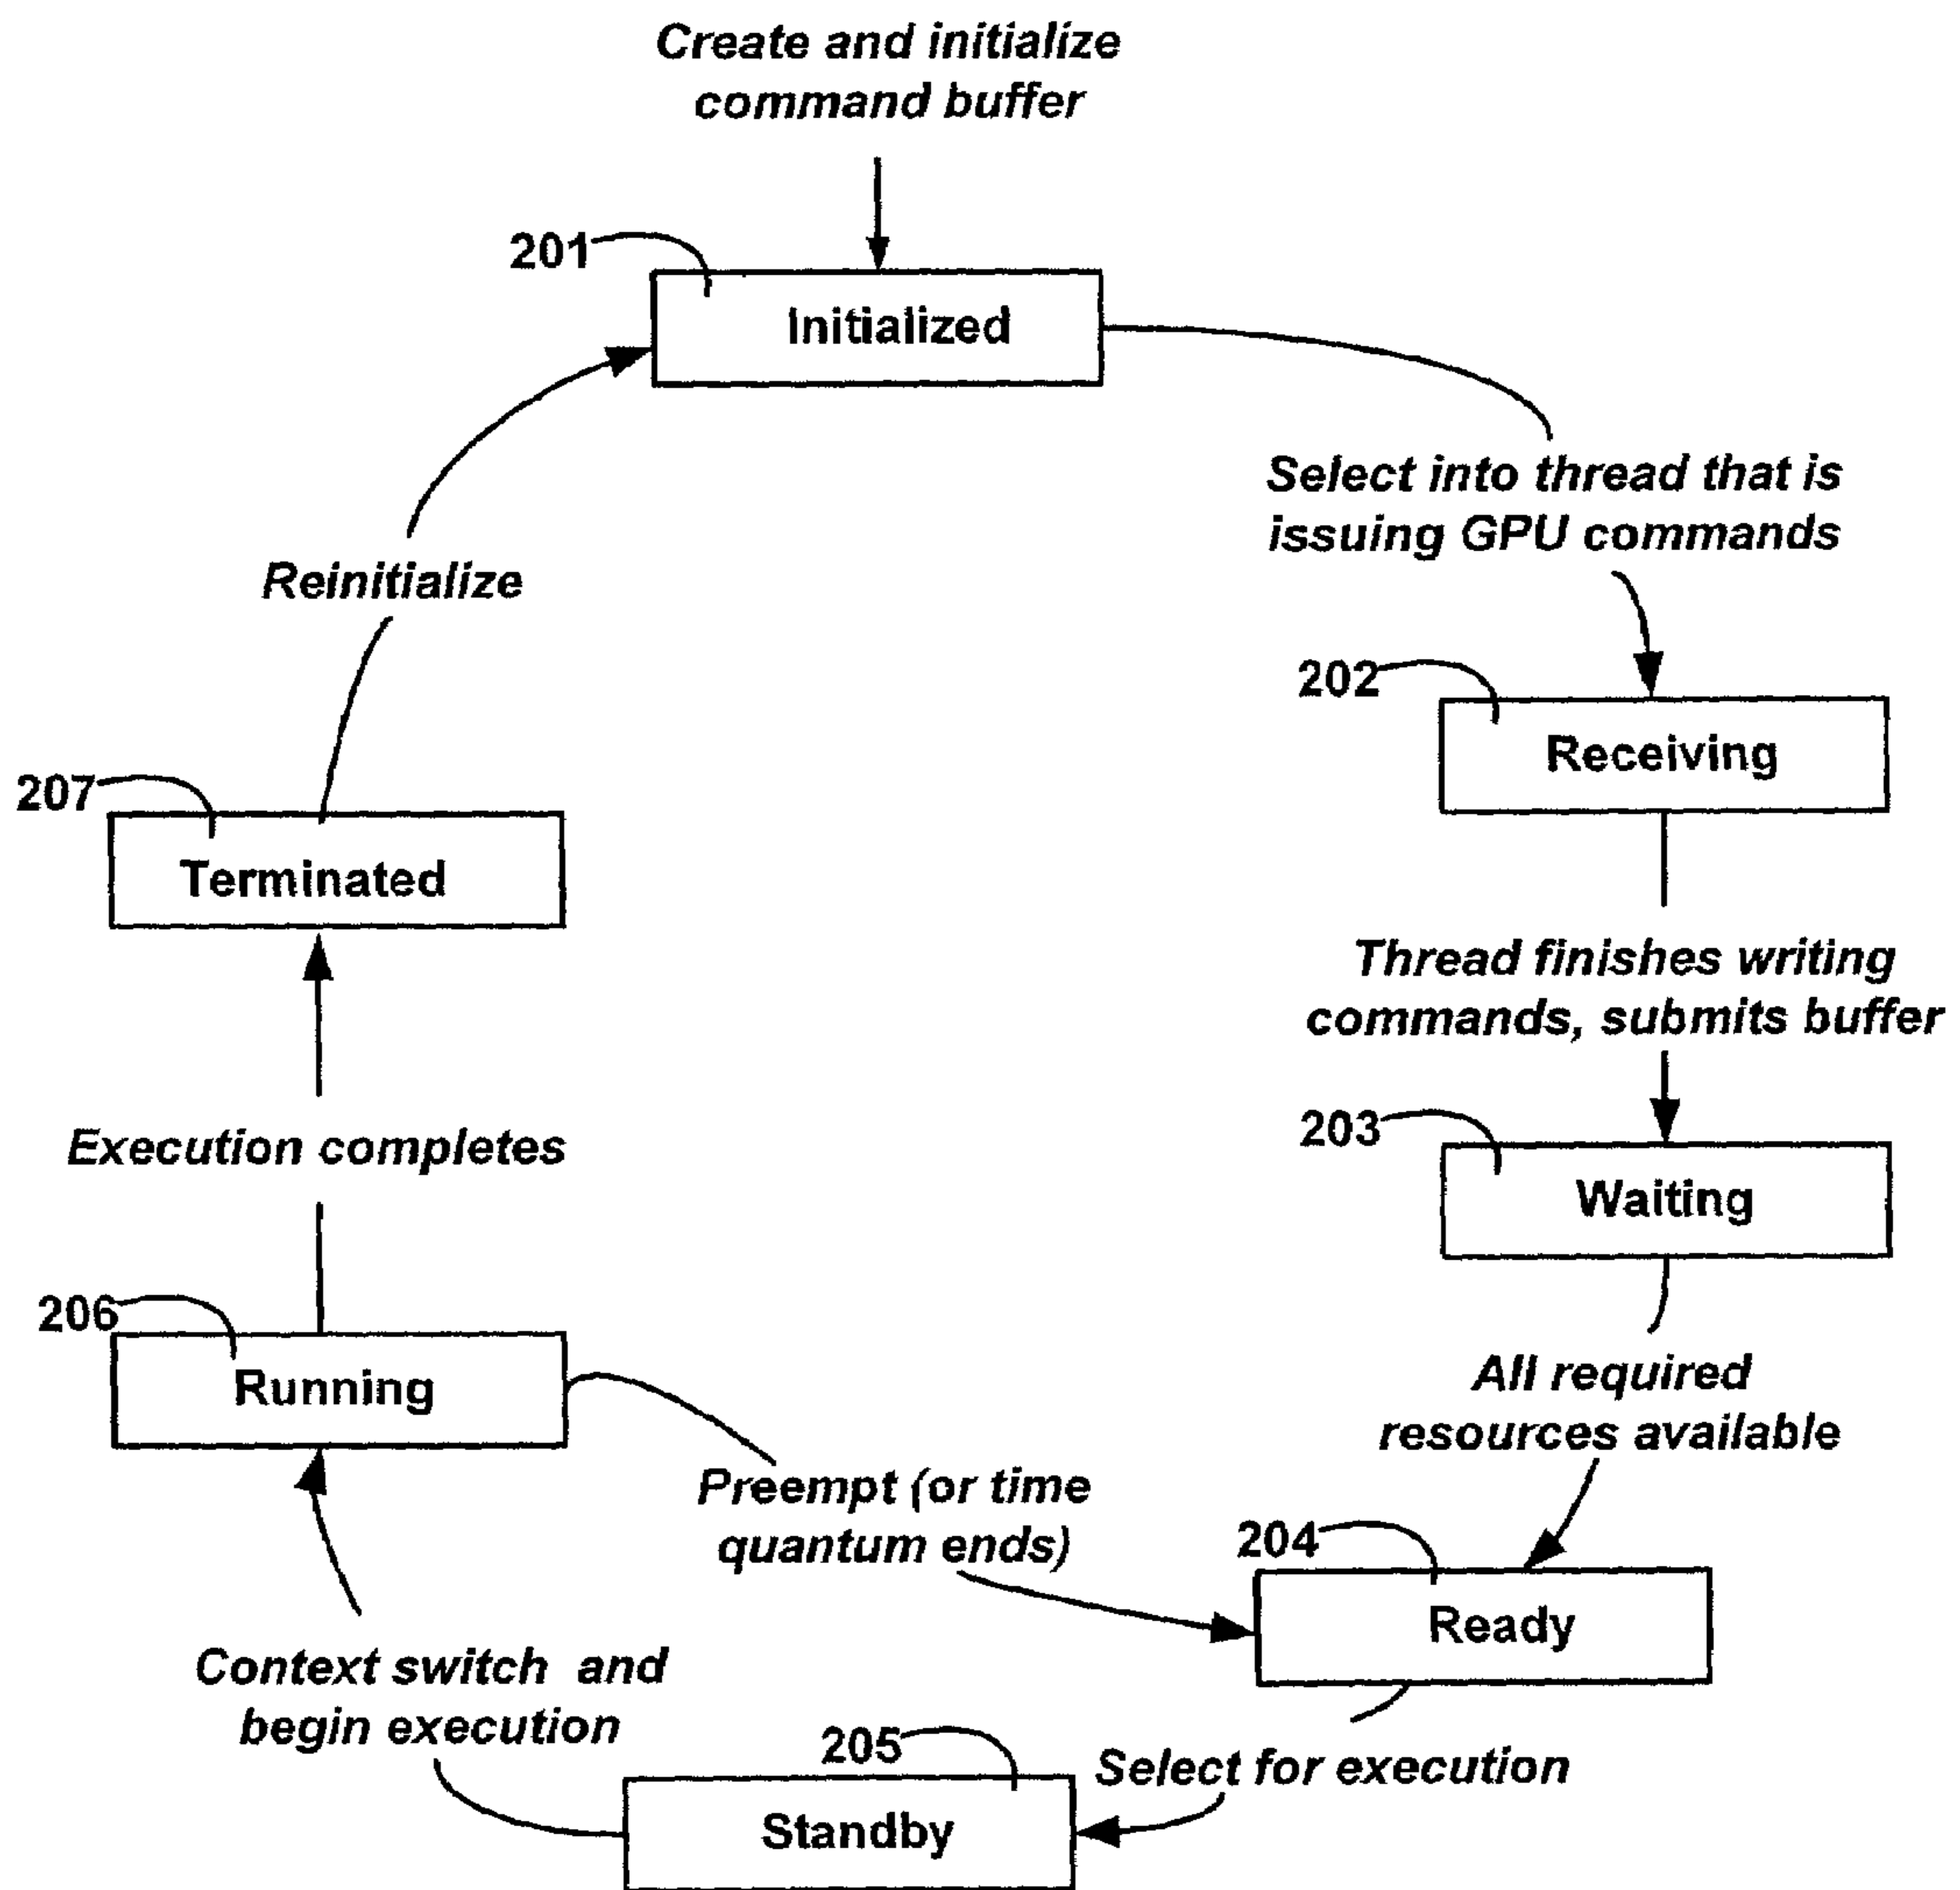 Create and initialize
command buffer
201
Initialized
Select into thread that is
issuing GPU commands
Reinitialize
202
Receiving
207
Terminated
Thread finishes writing
commands, submits buffer
203
Waiting
Execution completes
206
Running
All required
resources available
Preempt (or time
quantum ends)
204
Ready
Context switch and
begin execution
205
Select for execution
Standby